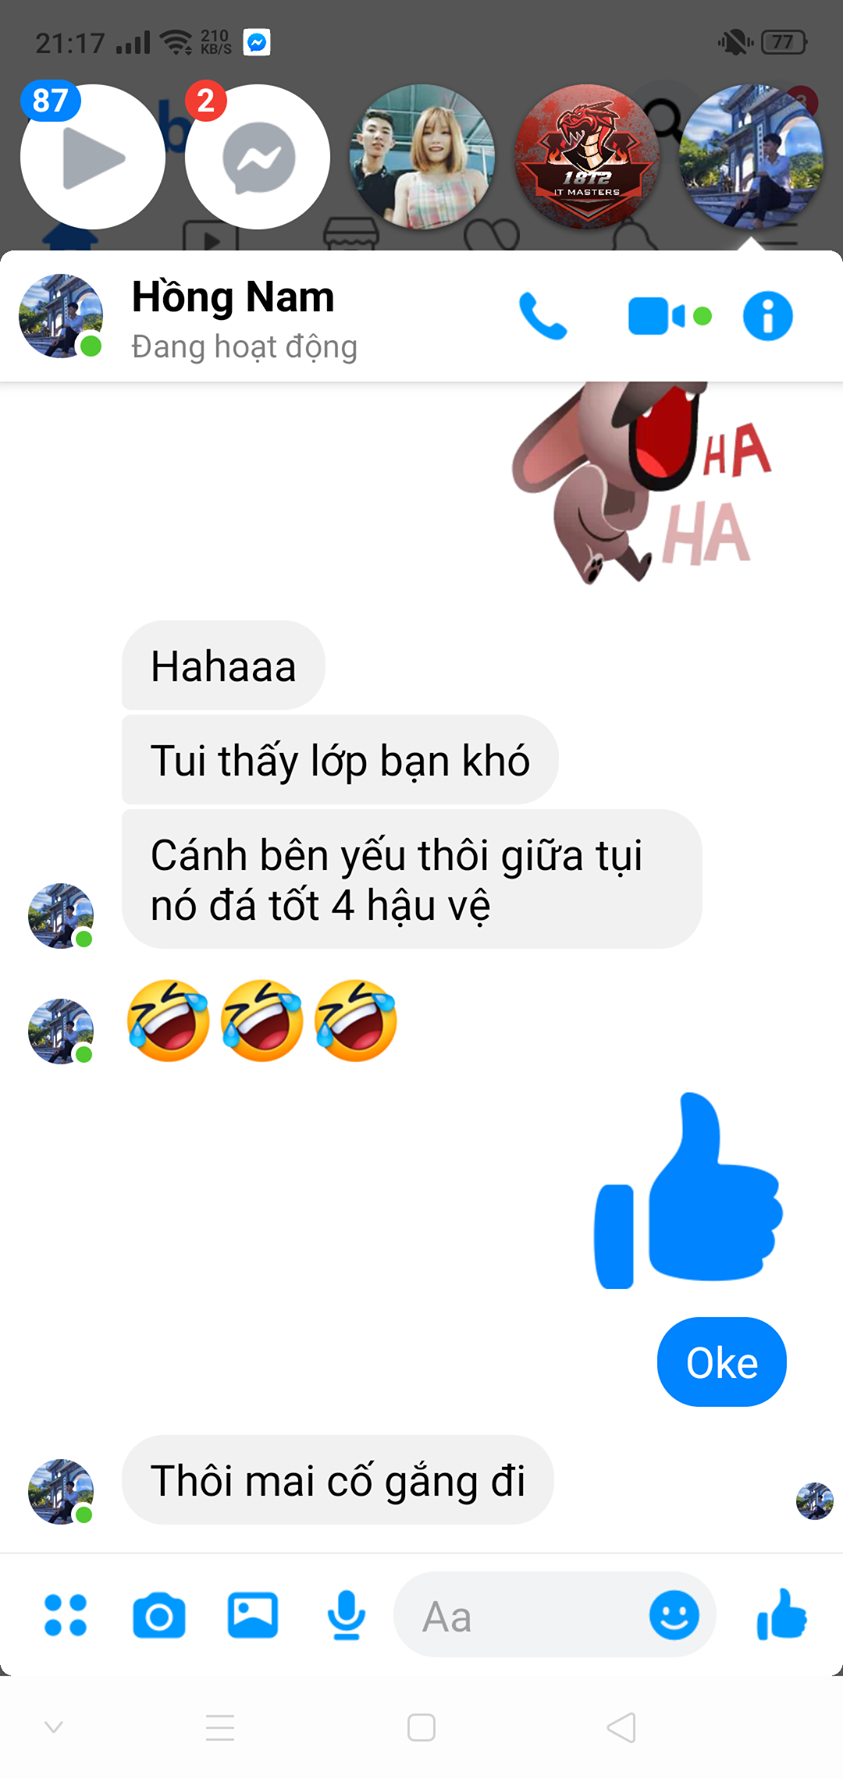 21:17
210
KB/S
77
87
b
2
3
1812
IT MASTERS
Hồng Nam
Đang hoạt động
HA
HA
Hahaaa
Tui thấy lớp bạn khó
Cánh bên yếu thôi giữa tụi
nó đá tốt 4 hậu vệ
Oke
Thôi mai cố gắng đi
Aa